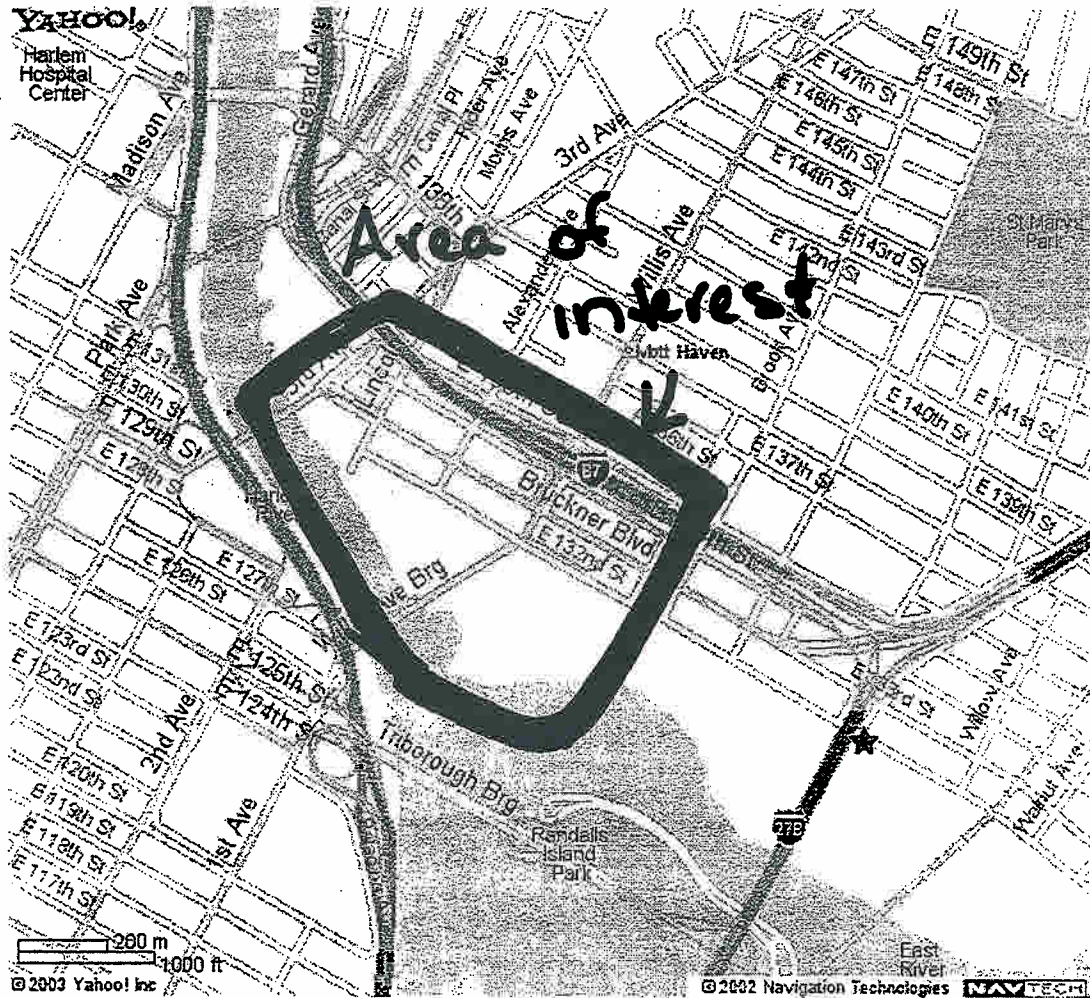 YAHOO!
Harlem
Hospital
Center
Madison Ave
Gerard Ave
Canal Pl
Rider Ave
Morris Ave
3rd Ave
E 149th St
E 148th St
E 147th St
E 146th St
E 145th St
E 144th St
E 143rd St
E 142nd St
St Marys
Park
139th
Area of
interest
Willis Ave
Park Ave
Mott Haven
E 130th St
E 129th St
E 128th St
E 140th St
E 141st St
E 137th St
E 139th St
87
Bruckner Blvd
E 132nd St
E 127th St
E 126th St
E 125th St
E 124th St
E 123rd St
E 122nd St
2nd Ave
1st Ave
Triborough Brg
Willow Ave
Walnut Ave
278
Randalls
Island
Park
E 120th St
E 119th St
E 118th St
E 117th St
East
River
200 m
1000 ft
©2003 Yahoo! Inc
©2002 Navigation Technologies NAVTECH